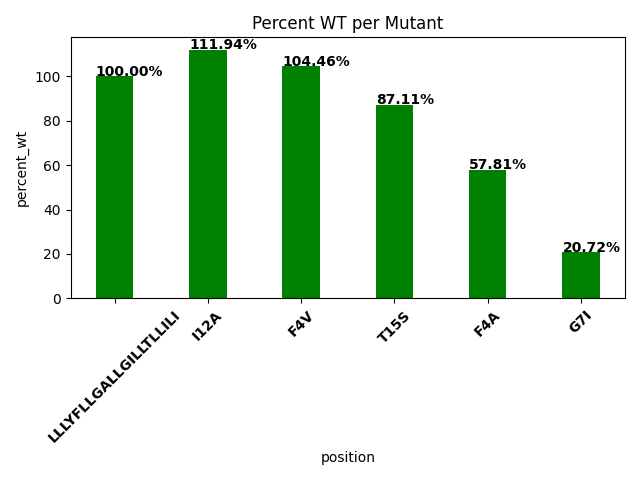 Percent WT per Mutant
percent_wt
100
80
60
40
20
0
100.00%
111.94%
104.46%
87.11%
57.81%
20.72%
LLLYFLLGALLGILLTLLILI
I12A
F4V
T15S
F4A
G7I
position